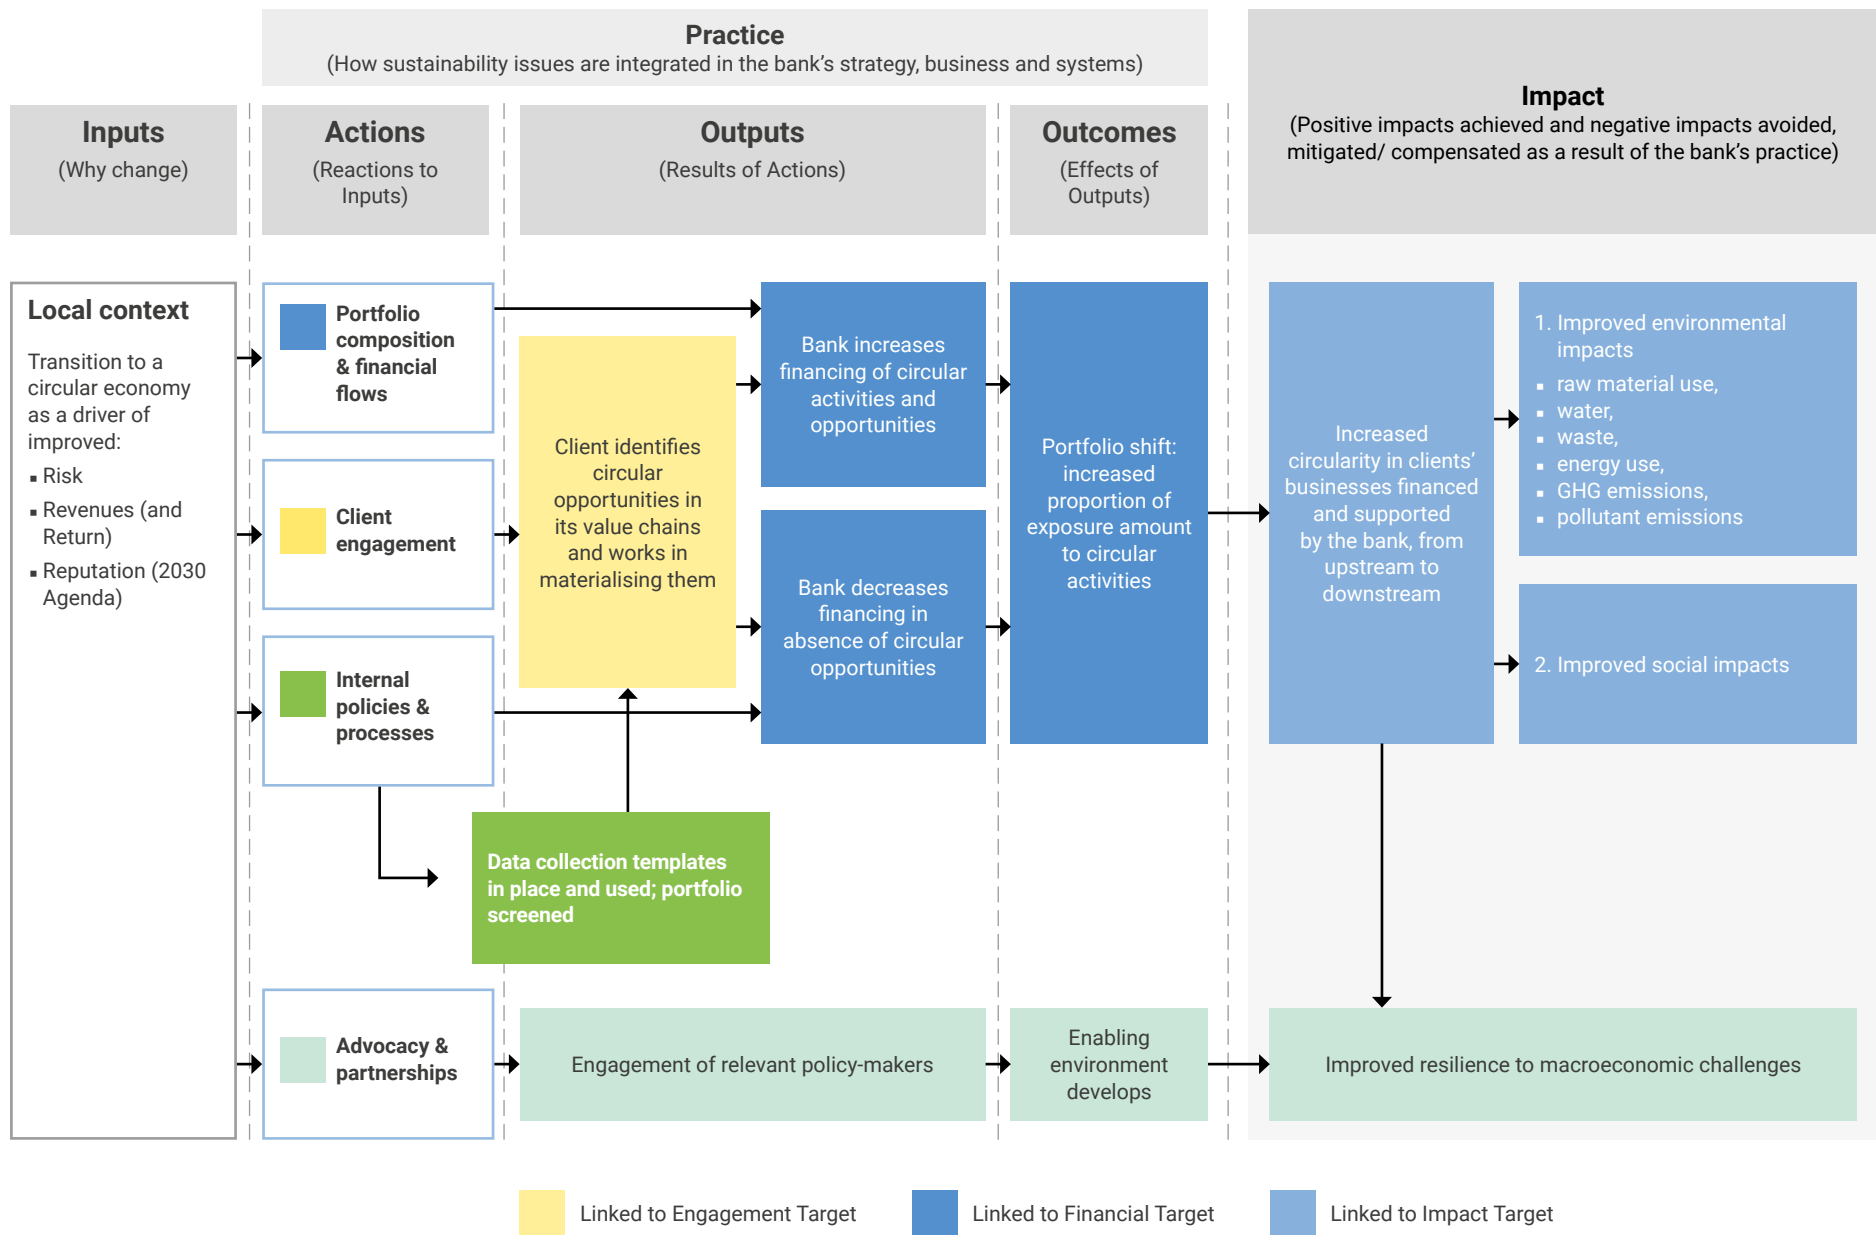 Practice
(How sustainability issues are integrated in the bank’s strategy, business and systems)
Impact
(Positive impacts achieved and negative impacts avoided,
mitigated/ compensated as a result of the bank’s practice)
Inputs
(Why change)
Actions
(Reactions to
Inputs)
Outputs
(Results of Actions)
Outcomes
(Effects of
Outputs)
Local context
Transition to a
circular economy
as a driver of
improved:
▪ Risk
▪ Revenues (and
Return)
▪ Reputation (2030
Agenda)
Portfolio
composition
& financial
flows
Client
engagement
Internal
policies &
processes
Advocacy &
partnerships
Client identifies
circular
opportunities in
its value chains
and works in
materialising them
Data collection templates
in place and used; portfolio
screened
Bank increases
financing of circular
activities and
opportunities
Bank decreases
financing in
absence of circular
opportunities
Engagement of relevant policy-makers
Portfolio shift:
increased
proportion of
exposure amount
to circular
activities
Enabling
environment
develops
Increased
circularity in clients’
businesses financed
and supported
by the bank, from
upstream to
downstream
1. Improved environmental
impacts
▪ raw material use,
▪ water,
▪ waste,
▪ energy use,
▪ GHG emissions,
▪ pollutant emissions
2. Improved social impacts
Improved resilience to macroeconomic challenges
Linked to Engagement Target
Linked to Financial Target
Linked to Impact Target